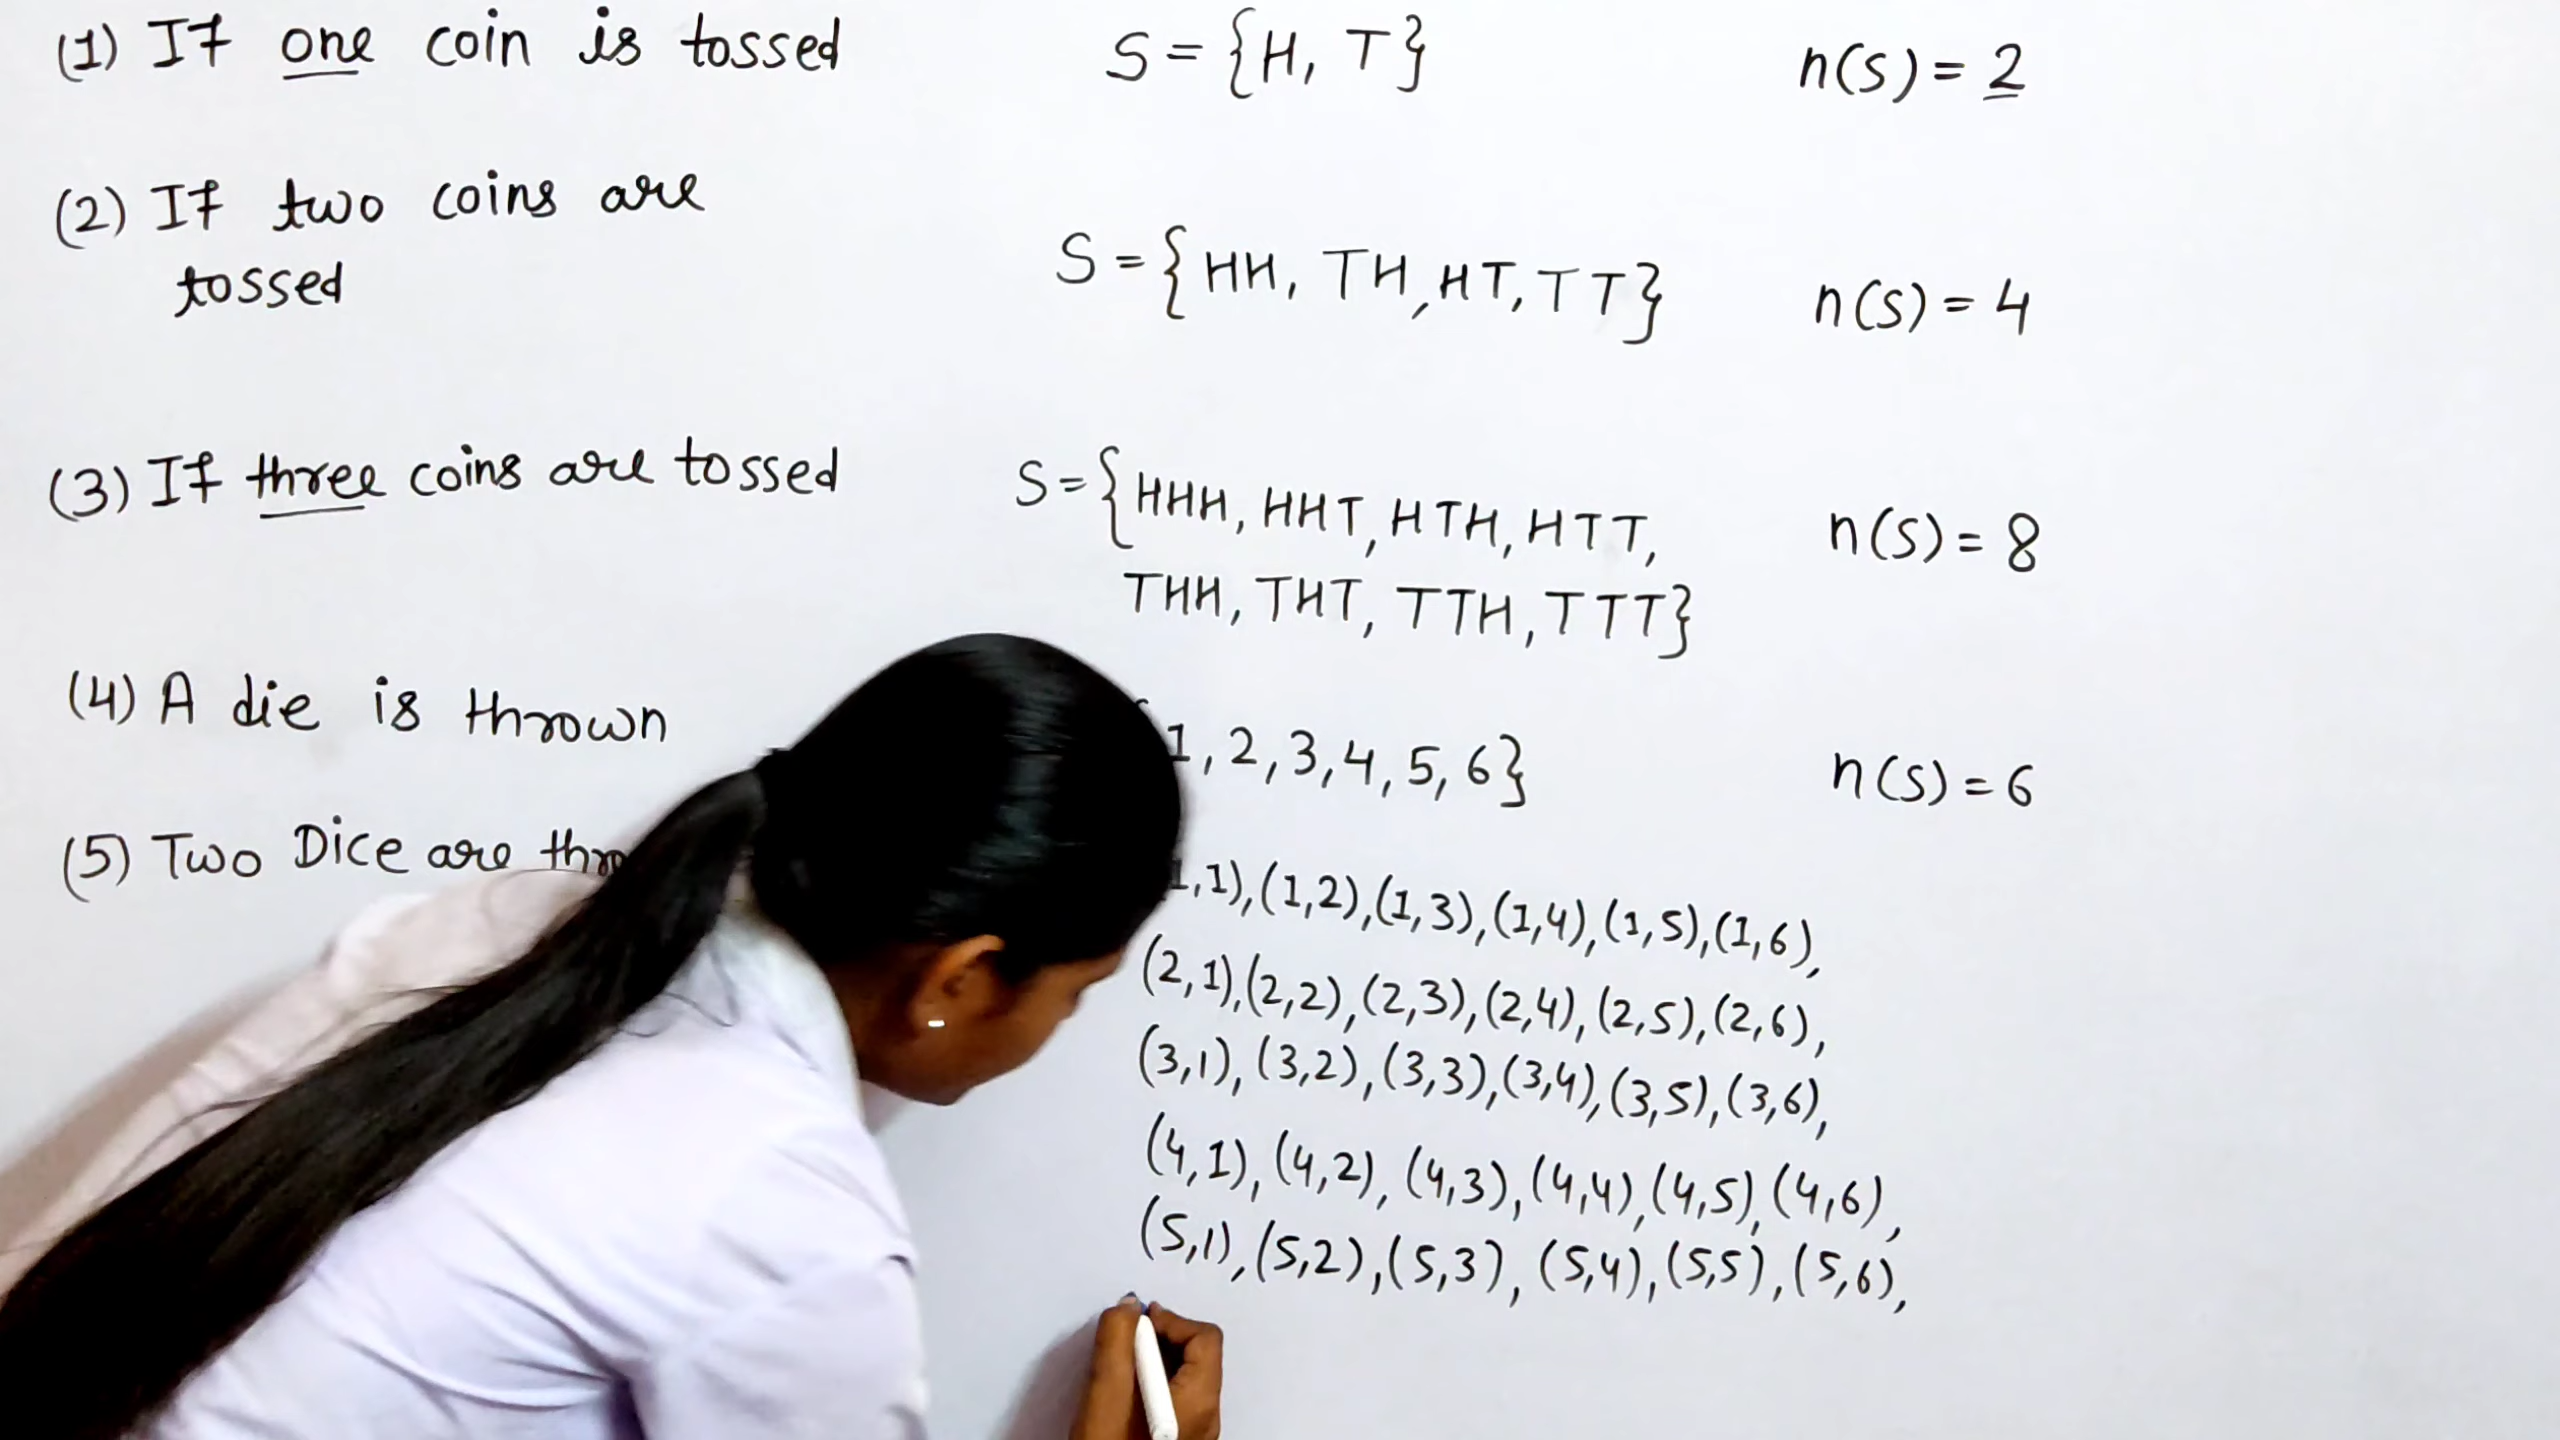 (1) If one coin is tossed S = {H, T} n(S) = 2
(2) If two coins are
tossed S = {HH, TH, HT, TT} n(S) = 4
(3) If three coins are tossed S = {HHH, HHT, HTH, HTT, n(S) = 8
THH, THT, TTH, TTT}
(4) A die is thrown 1, 2, 3, 4, 5, 6} n(S) = 6
(5) Two Dice are 1,1), (1,2), (1,3), (1,4), (1,5), (1,6),
(2,1), (2,2), (2,3), (2,4), (2,5), (2,6),
(3,1), (3,2), (3,3), (3,4), (3,5), (3,6),
(4,1), (4,2), (4,3), (4,4), (4,5), (4,6),
(5,1), (5,2), (5,3), (5,4), (5,5), (5,6),